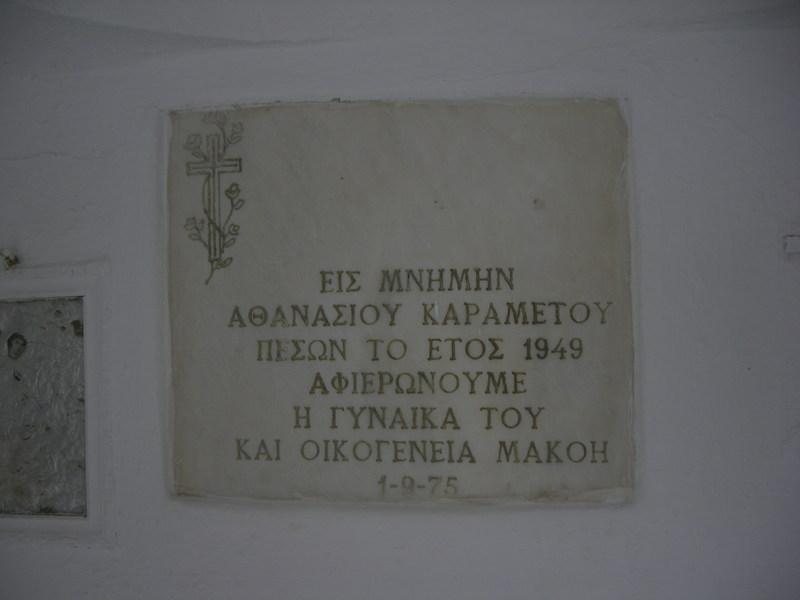 ΕΙΣ ΜΝΗΜΗΝ
ΑΘΑΝΑΣΙΟΥ ΚΑΡΑΜΕΤΟΥ
ΠΕΣΩΝ ΤΟ ΕΤΟΣ 1949
ΑΦΙΕΡΩΝΟΥΜΕ
Η ΓΥΝΑΙΚΑ ΤΟΥ
ΚΑΙ ΟΙΚΟΓΕΝΕΙΑ ΜΑΚΟΗ
1-9-75